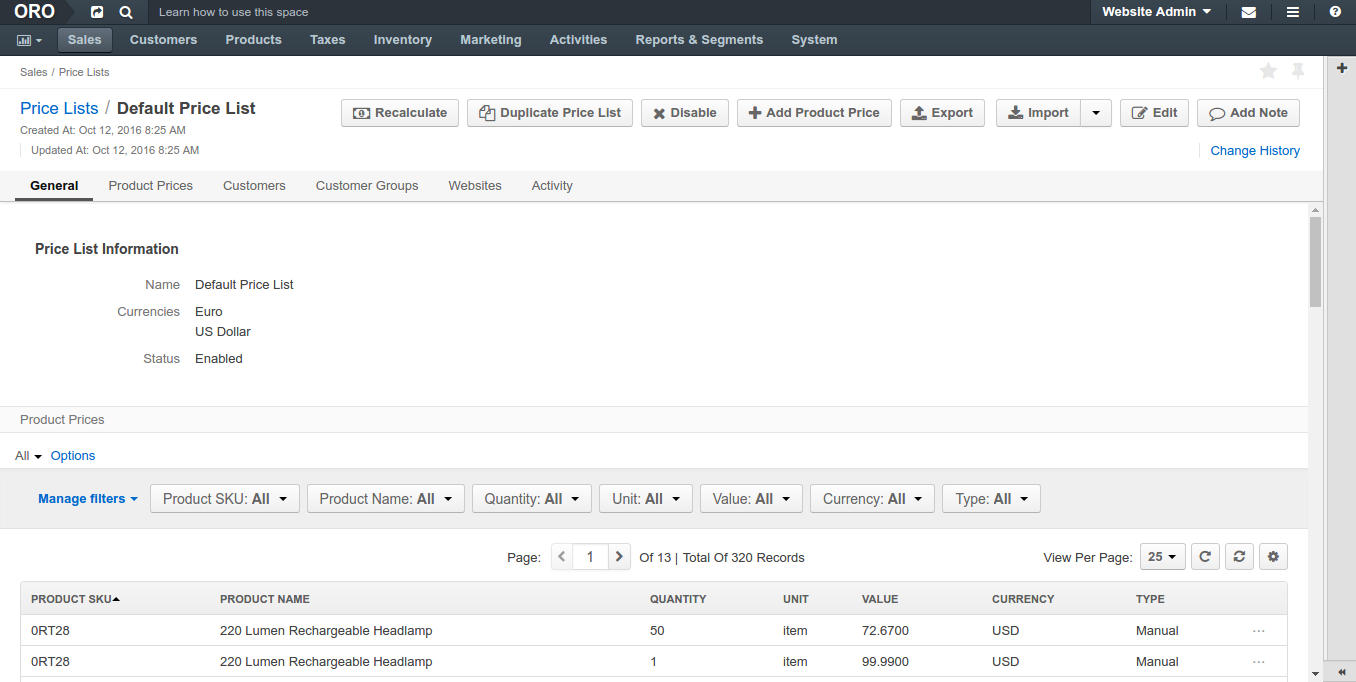 ORO Learn how to use this space Website Admin
Sales Customers Products Taxes Inventory Marketing Activities Reports & Segments System
Sales / Price Lists
Price Lists / Default Price List Recalculate Duplicate Price List Disable Add Product Price Export Import Edit Add Note
Created At: Oct 12, 2016 8:25 AM
Updated At: Oct 12, 2016 8:25 AM Change History
General Product Prices Customers Customer Groups Websites Activity
Price List Information
Name Default Price List
Currencies Euro
US Dollar
Status Enabled
Product Prices
All Options
Manage filters Product SKU: All Product Name: All Quantity: All Unit: All Value: All Currency: All Type: All
Page: 1 Of 13 | Total Of 320 Records View Per Page: 25
PRODUCT SKU PRODUCT NAME QUANTITY UNIT VALUE CURRENCY TYPE
0RT28 220 Lumen Rechargeable Headlamp 50 item 72.6700 USD Manual ...
0RT28 220 Lumen Rechargeable Headlamp 1 item 99.9900 USD Manual ...